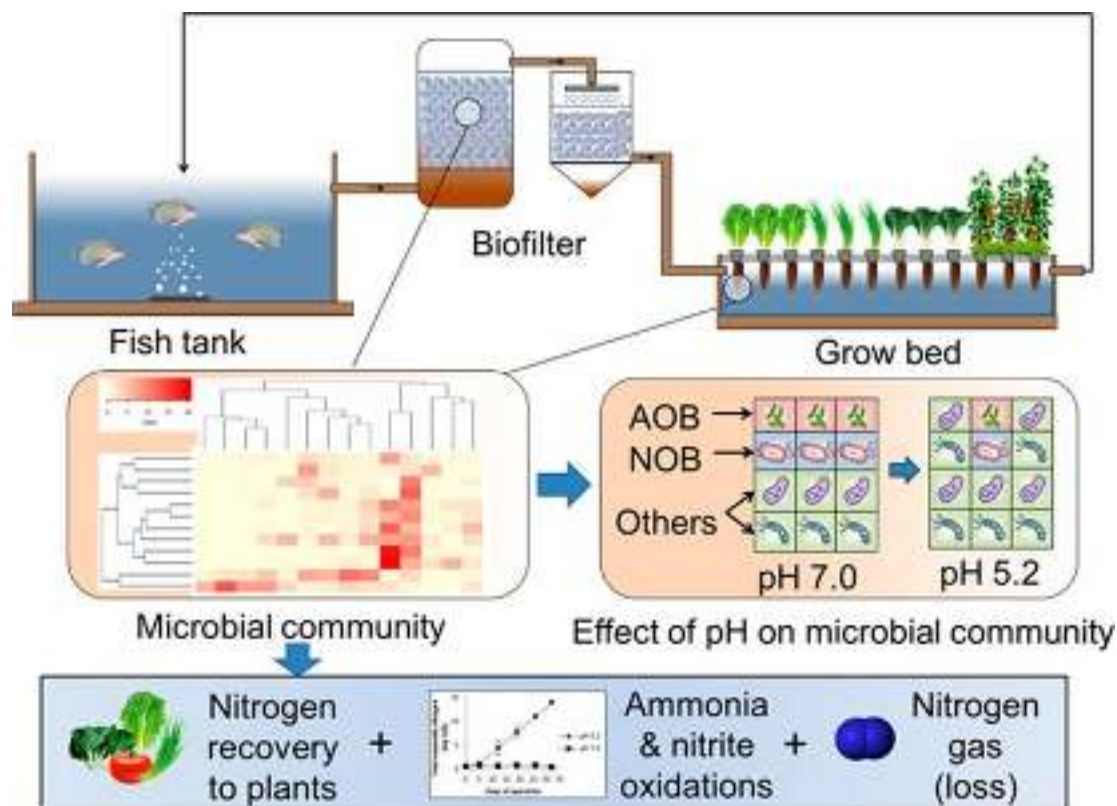 Biofilter
Fish tank
Grow bed
AOB
NOB
Others
pH 7.0
pH 5.2
Microbial community
Effect of pH on microbial community
Nitrogen
recovery
to plants
+
Ammonia
& nitrite
oxidations
+
Nitrogen
gas
(loss)